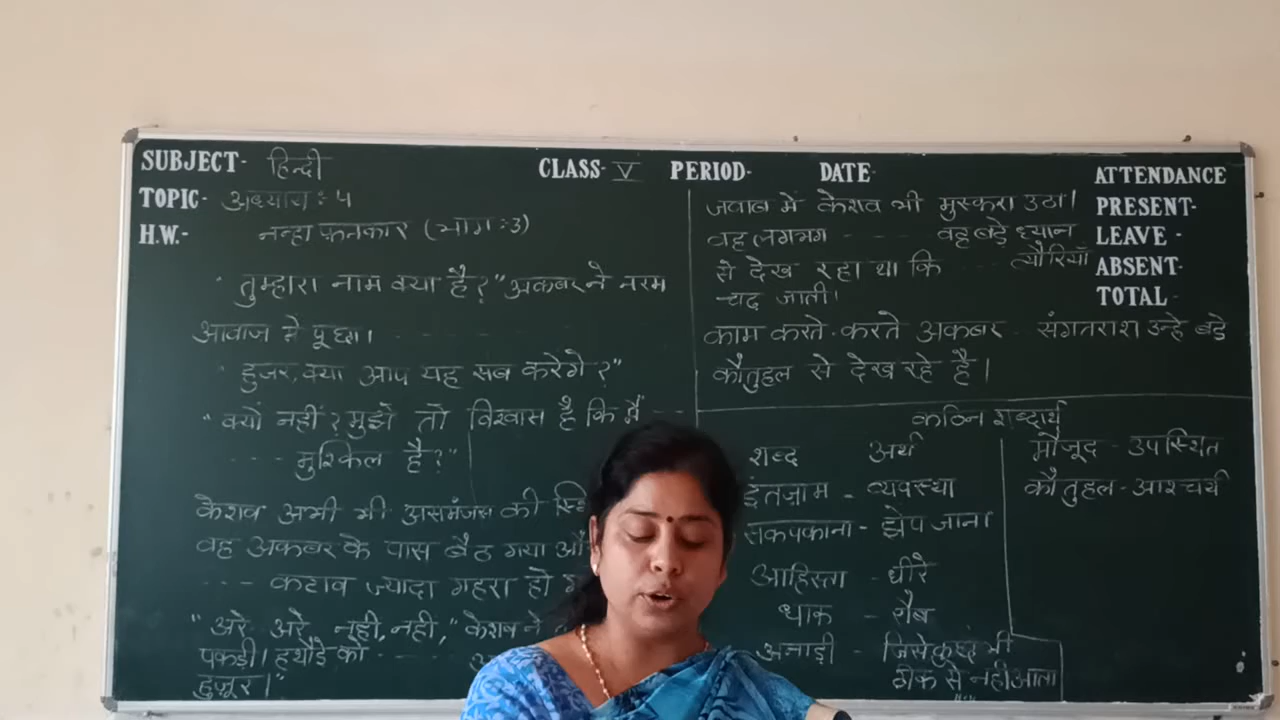 SUBJECT- हिन्दी CLASS- V PERIOD- DATE- ATTENDANCE
TOPIC- अध्याय : 5 PRESENT-
H.W.- नन्हा फ़नकार (भाग :3) LEAVE -
ABSENT-
TOTAL-
"तुम्हारा नाम क्या है?" अकबर ने नरम
आवाज़ में पूछा। - - - -
"हुज़ूर, क्या आप यह सब करेंगे?"
"क्यों नहीं? मुझे तो विश्वास है कि मैं - - -
- - - - मुश्किल है?"
केशव अभी भी असमंजस की
वह अकबर के पास बैठ गया
- - - कटाव ज्यादा गहरा हो
"अरे, अरे, नहीं, नहीं," केशव ने
पकड़ी। हथौड़े को - - - -
हुज़ूर।"
जवाब में केशव भी मुस्करा उठा।
वह लगभग - - - - वह बड़े ध्यान
से देख रहा था कि - - - त्यौरियाँ
चढ़ जाती।
काम करते-करते अकबर - - संगतराश उन्हे बड़े
कौतुहल से देख रहे है।
कठिन शब्दार्थ
शब्द अर्थ
इंतज़ाम - व्यवस्था
सकपकाना - झेप जाना
आहिस्ता - धीरे
धाक - रौब
अनाड़ी - जिसे कुछ भी
ठीक से नही आता
मौजूद - उपस्थित
कौतुहल - आश्चर्य